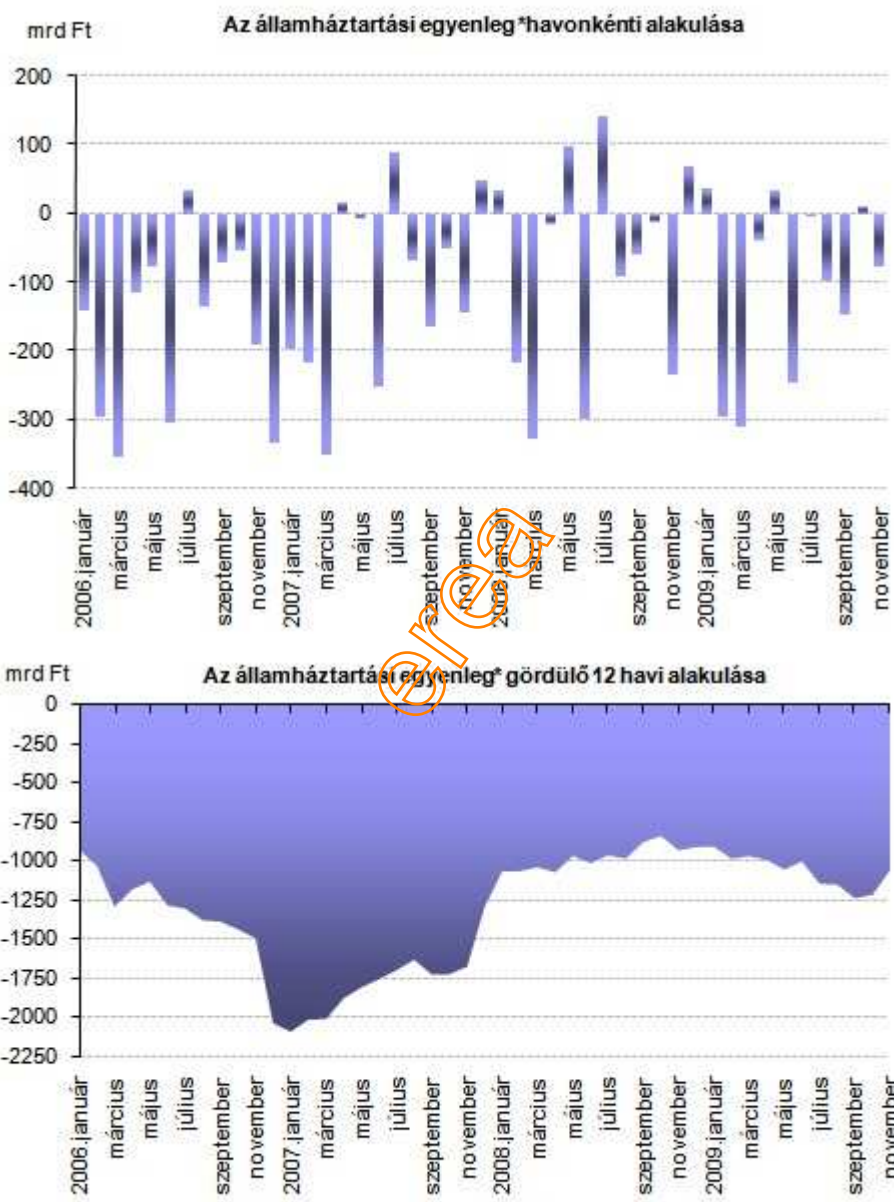 mrd Ft
Az államháztartási egyenleg *havonkénti alakulása
200
100
0
-100
-200
-300
-400
2006.január
március
május
július
szeptember
november
2007.január
március
május
július
szeptember
november
2008.január
március
május
július
szeptember
november
2009.január
március
május
július
szeptember
november
erea
mrd Ft
Az államháztartási egyenleg* gördülő 12 havi alakulása
0
-250
-500
-750
-1000
-1250
-1500
-1750
-2000
-2250
2006.január
március
május
július
szeptember
november
2007.január
március
május
július
szeptember
november
2008.január
március
május
július
szeptember
november
2009.január
március
május
július
szeptember
november